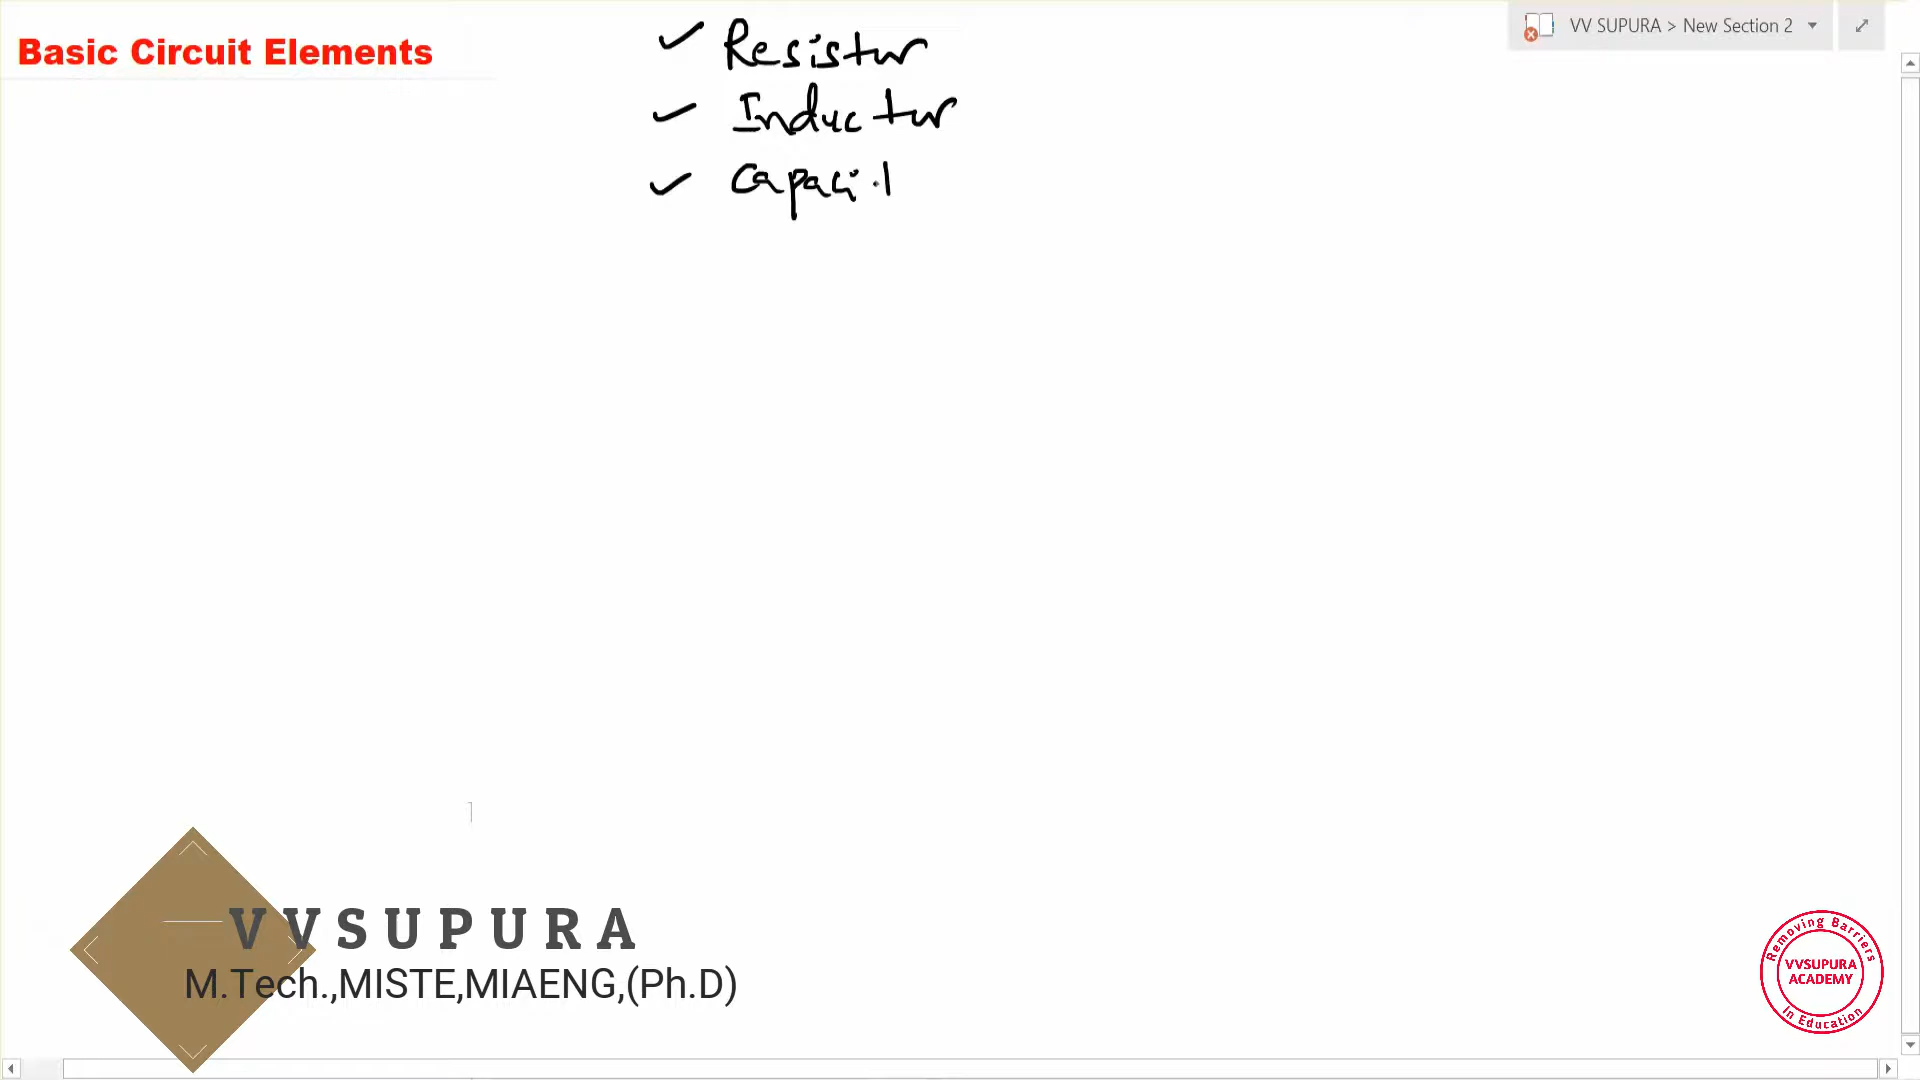 Basic Circuit Elements
Resistor
Inductor
Capaci
VV SUPURA > New Section 2
VVSUPURA
M.Tech.,MISTE,MIAENG,(Ph.D)
Removing Barriers
VVSUPURA
ACADEMY
In Education